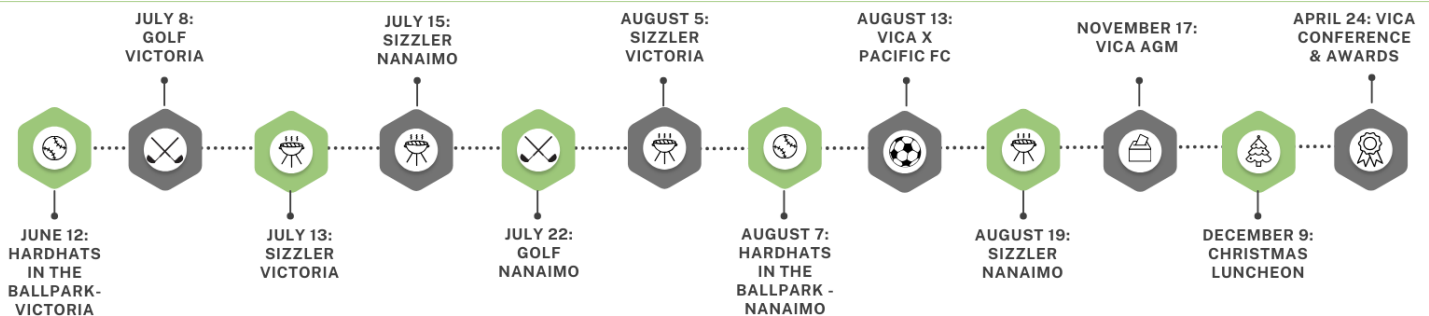 JUNE 12:
HARDHATS
IN THE
BALLPARK-
VICTORIA
JULY 8:
GOLF
VICTORIA
JULY 13:
SIZZLER
VICTORIA
JULY 15:
SIZZLER
NANAIMO
JULY 22:
GOLF
NANAIMO
AUGUST 5:
SIZZLER
VICTORIA
AUGUST 7:
HARDHATS
IN THE
BALLPARK -
NANAIMO
AUGUST 13:
VICA X
PACIFIC FC
AUGUST 19:
SIZZLER
NANAIMO
NOVEMBER 17:
VICA AGM
DECEMBER 9:
CHRISTMAS
LUNCHEON
APRIL 24: VICA
CONFERENCE
& AWARDS